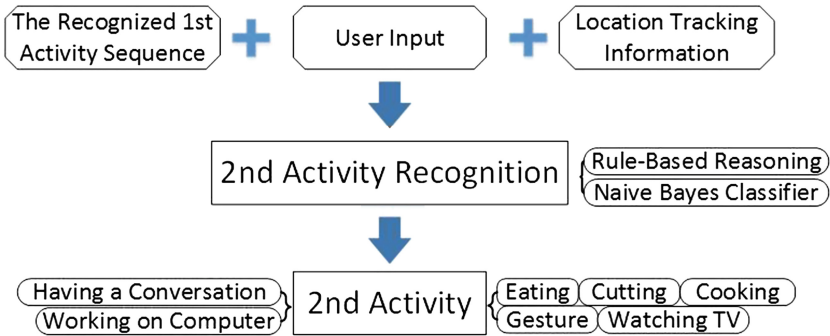 The Recognized 1st
Activity Sequence
+
User Input
+
Location Tracking
Information
2nd Activity Recognition
Rule-Based Reasoning
Naive Bayes Classifier
Having a Conversation
Working on Computer
2nd Activity
Eating
Cutting
Cooking
Gesture
Watching TV